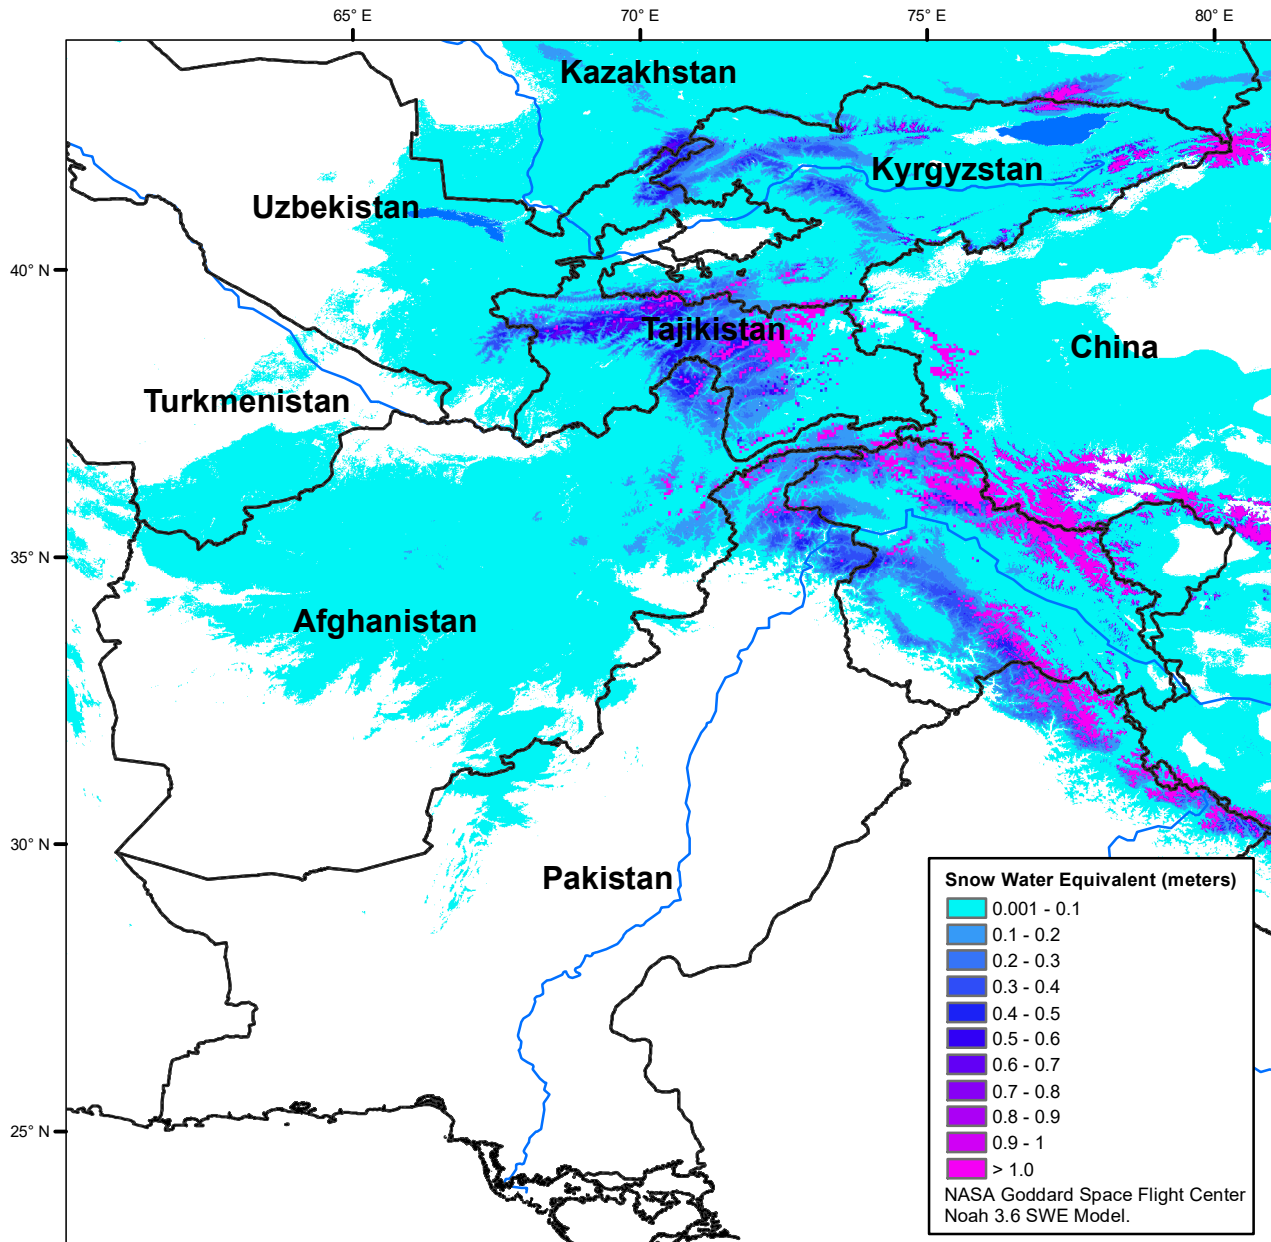 65° E 70° E 75° E 80° E
Kazakhstan
Kyrgyzstan
Uzbekistan
40° N
Tajikistan
China
Turkmenistan
35° N
Afghanistan
30° N
Pakistan
25° N
Snow Water Equivalent (meters)
0.001 - 0.1
0.1 - 0.2
0.2 - 0.3
0.3 - 0.4
0.4 - 0.5
0.5 - 0.6
0.6 - 0.7
0.7 - 0.8
0.8 - 0.9
0.9 - 1
> 1.0
NASA Goddard Space Flight Center
Noah 3.6 SWE Model.